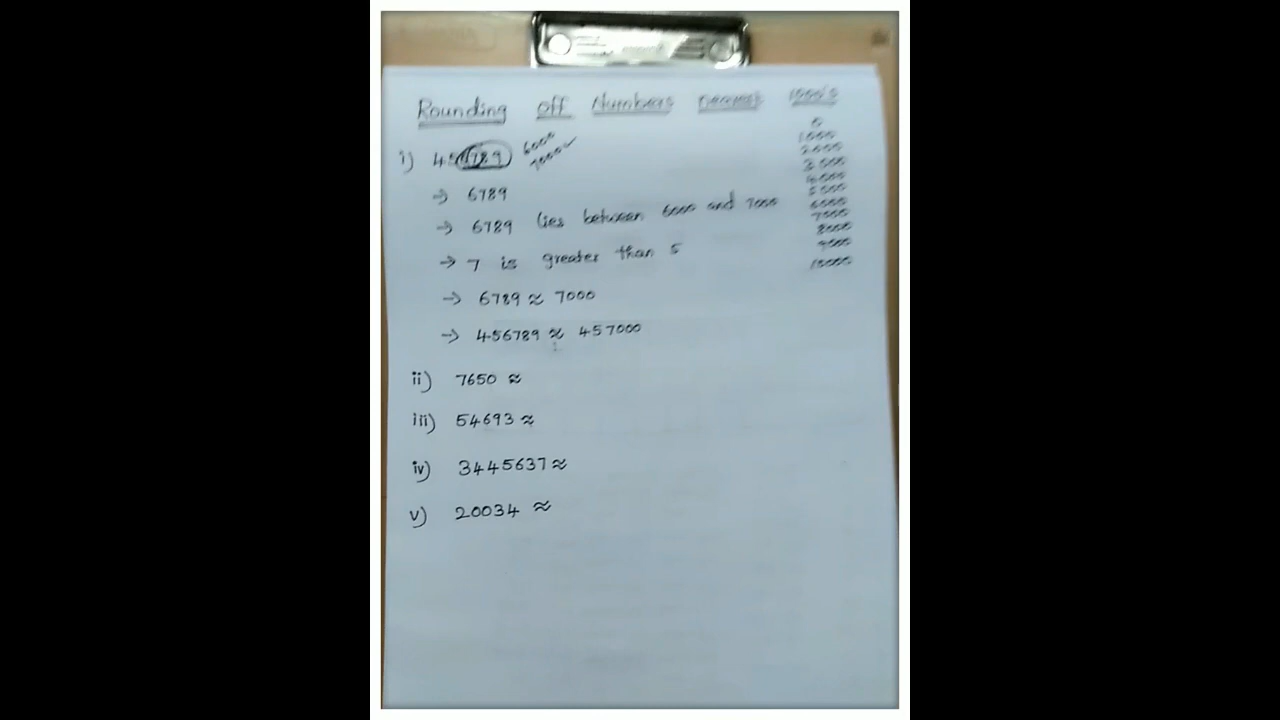 Rounding off Numbers nearest 1000's
i) 456789
6000
7000 ✓
→ 6789
→ 6789 lies between 6000 and 7000
→ 7 is greater than 5
→ 6789 ≈ 7000
→ 456789 ≈ 457000
ii) 7650 ≈
iii) 54693 ≈
iv) 3445637 ≈
v) 20034 ≈
0
1000
2000
3000
4000
5000
6000
7000
8000
9000
10000